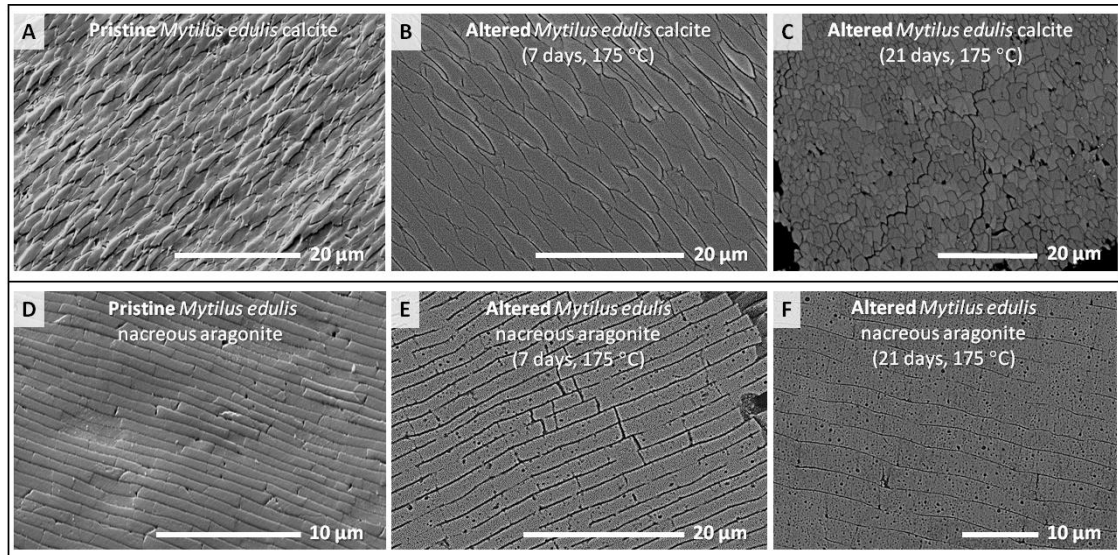 A
Pristine Mytilus edulis calcite
20 µm
B
Altered Mytilus edulis calcite
(7 days, 175 °C)
20 µm
C
Altered Mytilus edulis calcite
(21 days, 175 °C)
20 µm
D
Pristine Mytilus edulis
nacreous aragonite
10 µm
E
Altered Mytilus edulis
nacreous aragonite
(7 days, 175 °C)
20 µm
F
Altered Mytilus edulis
nacreous aragonite
(21 days, 175 °C)
10 µm